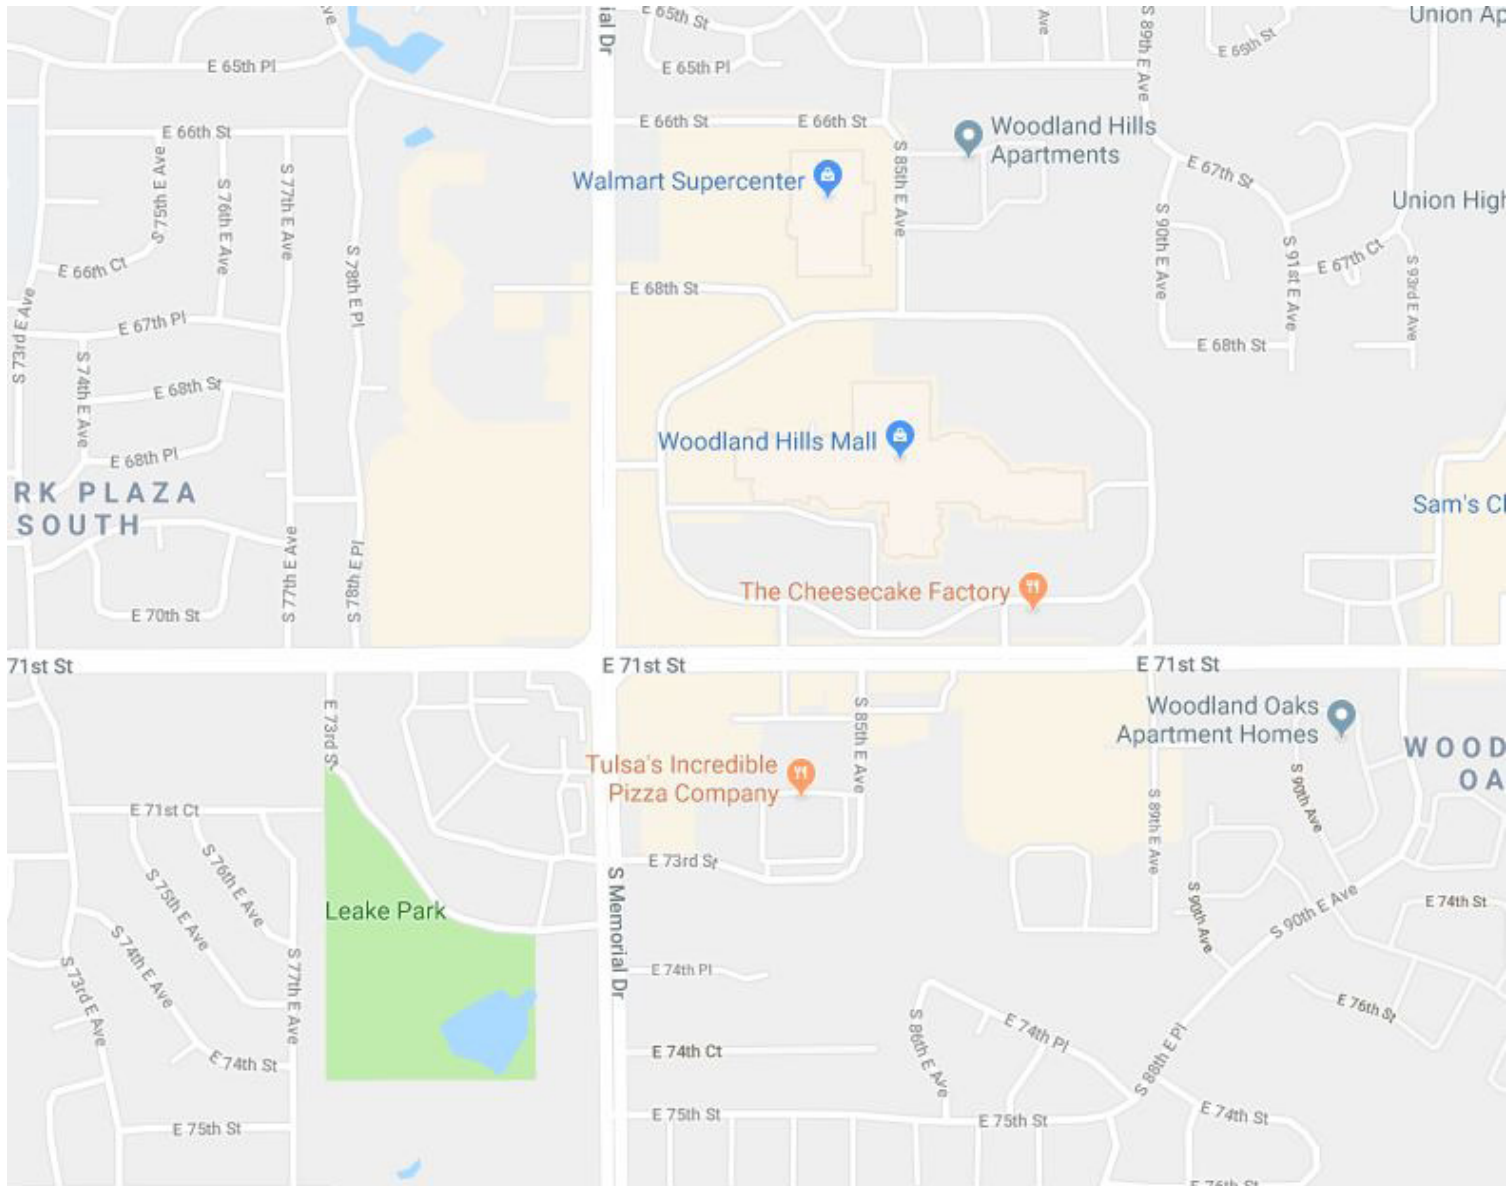 ve
ial Dr
E 65th St
Ave
S 89th E Ave
E 65th St
Union Ap
E 65th Pl
E 65th Pl
E 66th St
E 66th St
E 66th St
Woodland Hills
Apartments
S 85th E Ave
E 67th St
Walmart Supercenter
Union High
S 75th E Ave
S 76th E Ave
S 77th E Ave
S 78th E Pl
S 90th E Ave
S 91st E Ave
E 67th Ct
S 93rd E Ave
E 66th Ct
E 68th St
S 73rd E Ave
E 67th Pl
E 68th St
S 74th E Ave
E 68th St
Woodland Hills Mall
E 68th Pl
RK PLAZA
SOUTH
Sam's Cl
S 77th E Ave
S 78th E Pl
The Cheesecake Factory
E 70th St
71st St
E 71st St
E 71st St
E 73rd St
S 85th E Ave
Woodland Oaks
Apartment Homes
WOOD
OA
Tulsa's Incredible
Pizza Company
S 90th Ave
S 89th E Ave
E 71st Ct
S 76th E Ave
S 75th E Ave
E 73rd St
S Memorial Dr
Leake Park
S 90th Ave
S 90th E Ave
E 74th St
S 74th E Ave
S 73rd E Ave
S 77th E Ave
E 74th Pl
E 76th St
S 86th E Ave
E 74th Pl
S 88th E Pl
E 74th Ct
E 74th St
E 75th St
E 75th St
E 75th St
E 74th St
E 76th St